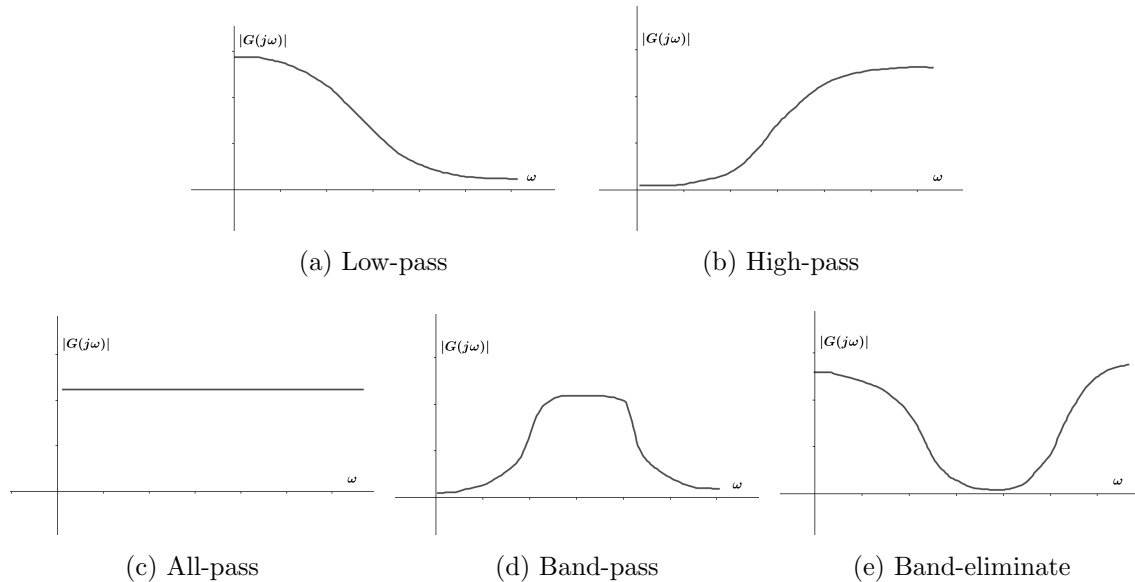 |G(jω)|
ω
(a) Low-pass
|G(jω)|
ω
(b) High-pass
|G(jω)|
ω
(c) All-pass
|G(jω)|
ω
(d) Band-pass
|G(jω)|
ω
(e) Band-eliminate